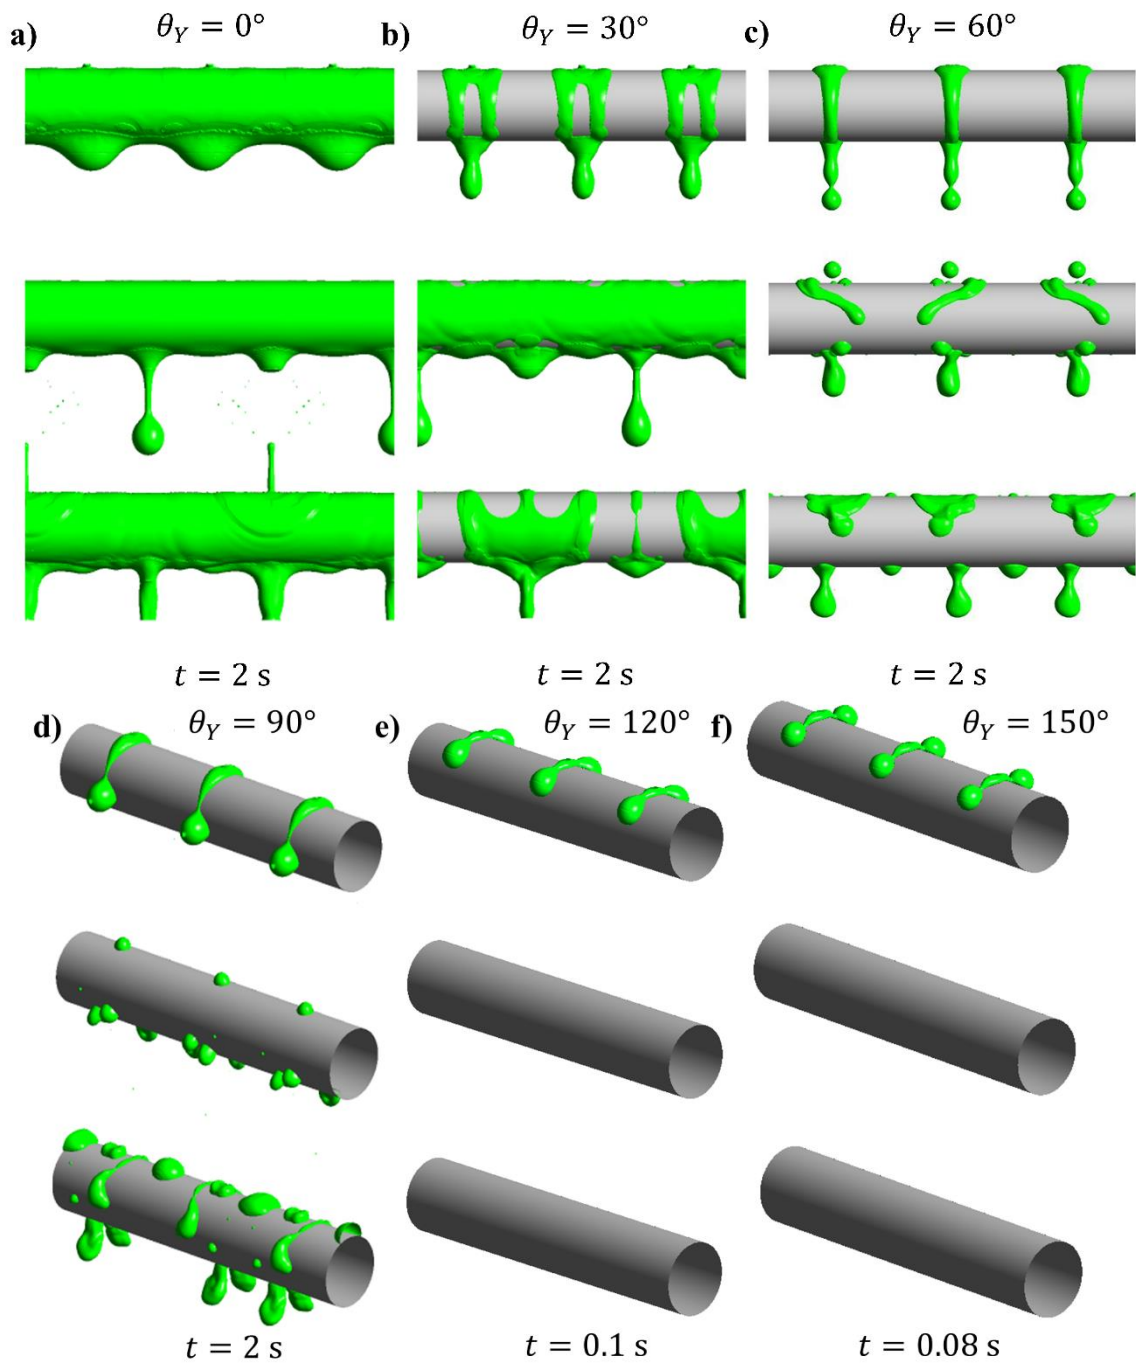 a) θ_Y = 0° b) θ_Y = 30° c) θ_Y = 60°
t = 2 s t = 2 s t = 2 s
d) θ_Y = 90° e) θ_Y = 120° f) θ_Y = 150°
t = 2 s t = 0.1 s t = 0.08 s